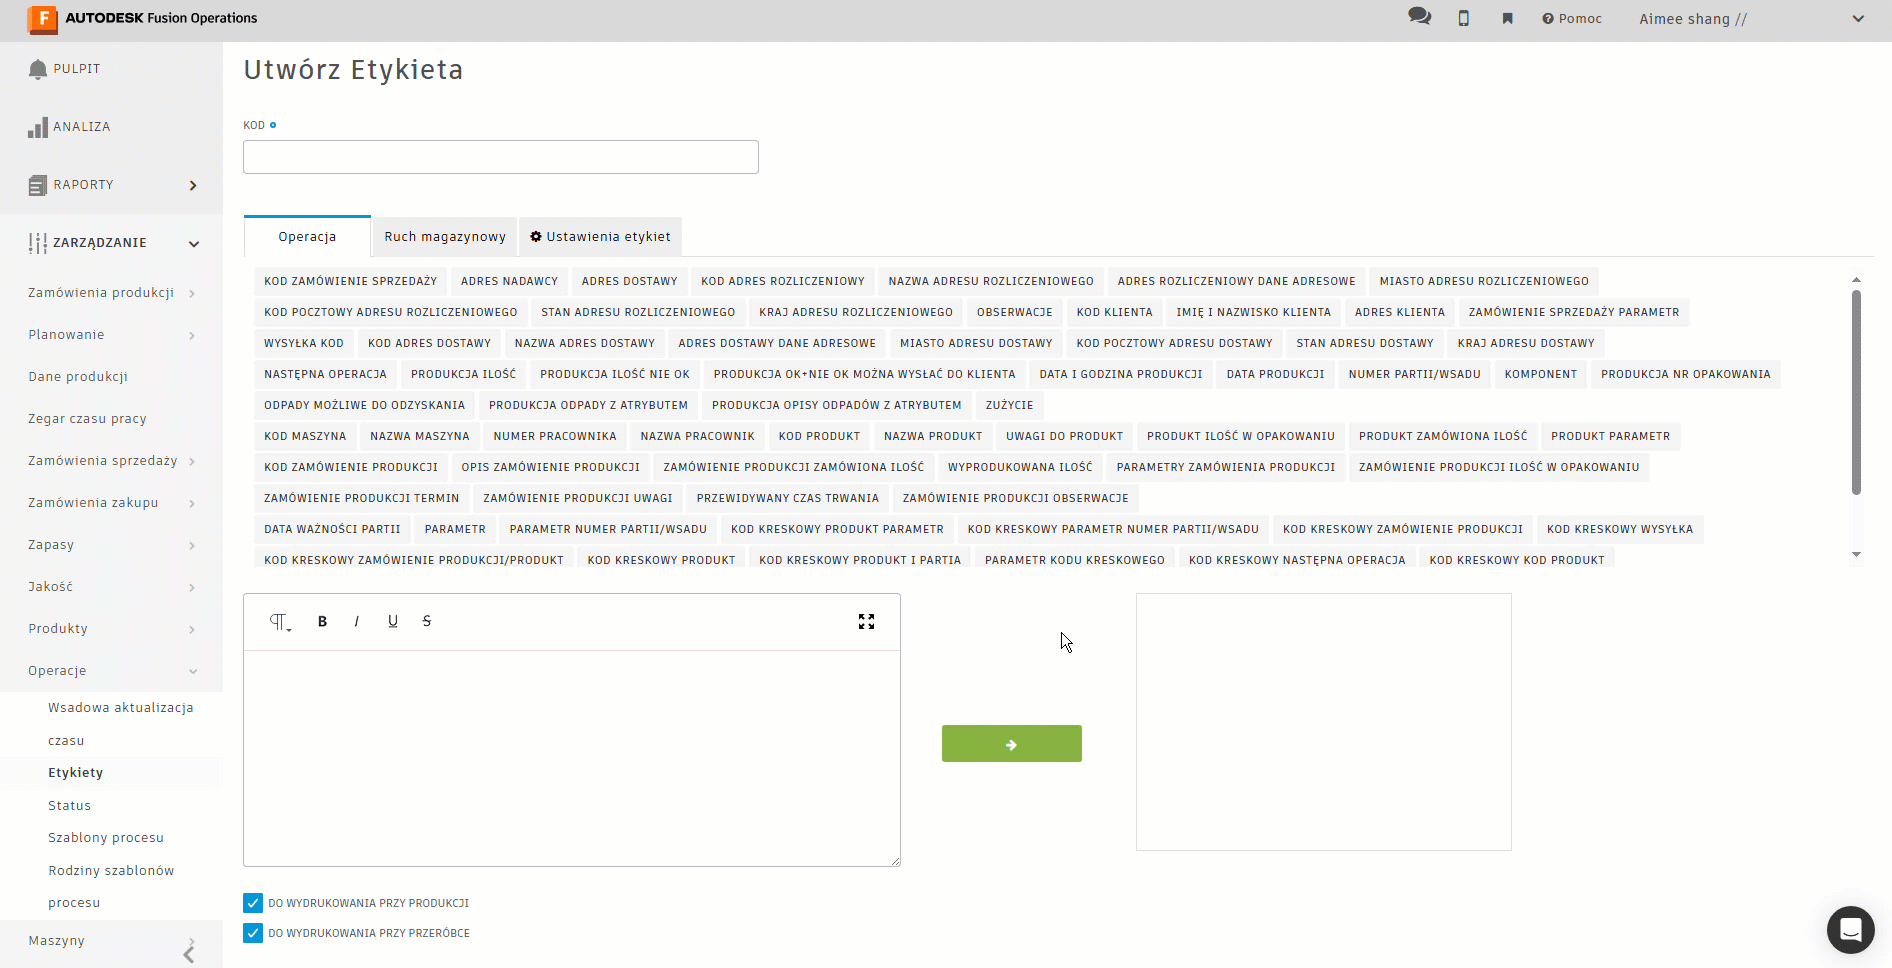 AUTODESK Fusion Operations
Pomoc
Aimee shang //
PULPIT
ANALIZA
RAPORTY
ZARZĄDZANIE
Zamówienia produkcji
Planowanie
Dane produkcji
Zegar czasu pracy
Zamówienia sprzedaży
Zamówienia zakupu
Zapasy
Jakość
Produkty
Operacje
Wsadowa aktualizacja
czasu
Etykiety
Status
Szablony procesu
Rodziny szablonów
procesu
Maszyny
Utwórz Etykieta
KOD
Operacja Ruch magazynowy Ustawienia etykiet
KOD ZAMÓWIENIE SPRZEDAŻY ADRES NADAWCY ADRES DOSTAWY KOD ADRES ROZLICZENIOWY NAZWA ADRESU ROZLICZENIOWEGO ADRES ROZLICZENIOWY DANE ADRESOWE MIASTO ADRESU ROZLICZENIOWEGO
KOD POCZTOWY ADRESU ROZLICZENIOWEGO STAN ADRESU ROZLICZENIOWEGO KRAJ ADRESU ROZLICZENIOWEGO OBSERWACJE KOD KLIENTA IMIĘ I NAZWISKO KLIENTA ADRES KLIENTA ZAMÓWIENIE SPRZEDAŻY PARAMETR
WYSYŁKA KOD KOD ADRES DOSTAWY NAZWA ADRES DOSTAWY ADRES DOSTAWY DANE ADRESOWE MIASTO ADRESU DOSTAWY KOD POCZTOWY ADRESU DOSTAWY STAN ADRESU DOSTAWY KRAJ ADRESU DOSTAWY
NASTĘPNA OPERACJA PRODUKCJA ILOŚĆ PRODUKCJA ILOŚĆ NIE OK PRODUKCJA OK+NIE OK MOŻNA WYSŁAĆ DO KLIENTA DATA I GODZINA PRODUKCJI DATA PRODUKCJI NUMER PARTII/WSADU KOMPONENT PRODUKCJA NR OPAKOWANIA
ODPADY MOŻLIWE DO ODZYSKANIA PRODUKCJA ODPADY Z ATRYBUTEM PRODUKCJA OPISY ODPADÓW Z ATRYBUTEM ZUŻYCIE
KOD MASZYNA NAZWA MASZYNA NUMER PRACOWNIKA NAZWA PRACOWNIK KOD PRODUKT NAZWA PRODUKT UWAGI DO PRODUKT PRODUKT ILOŚĆ W OPAKOWANIU PRODUKT ZAMÓWIONA ILOŚĆ PRODUKT PARAMETR
KOD ZAMÓWIENIE PRODUKCJI OPIS ZAMÓWIENIE PRODUKCJI ZAMÓWIENIE PRODUKCJI ZAMÓWIONA ILOŚĆ WYPRODUKOWANA ILOŚĆ PARAMETRY ZAMÓWIENIA PRODUKCJI ZAMÓWIENIE PRODUKCJI ILOŚĆ W OPAKOWANIU
ZAMÓWIENIE PRODUKCJI TERMIN ZAMÓWIENIE PRODUKCJI UWAGI PRZEWIDYWANY CZAS TRWANIA ZAMÓWIENIE PRODUKCJI OBSERWACJE
DATA WAŻNOŚCI PARTII PARAMETR PARAMETR NUMER PARTII/WSADU KOD KRESKOWY PRODUKT PARAMETR KOD KRESKOWY PARAMETR NUMER PARTII/WSADU KOD KRESKOWY ZAMÓWIENIE PRODUKCJI KOD KRESKOWY WYSYŁKA
KOD KRESKOWY ZAMÓWIENIE PRODUKCJI/PRODUKT KOD KRESKOWY PRODUKT KOD KRESKOWY PRODUKT I PARTIA PARAMETR KODU KRESKOWEGO KOD KRESKOWY NASTĘPNA OPERACJA KOD KRESKOWY KOD PRODUKT
B I U S
DO WYDRUKOWANIA PRZY PRODUKCJI
DO WYDRUKOWANIA PRZY PRZERÓBCE